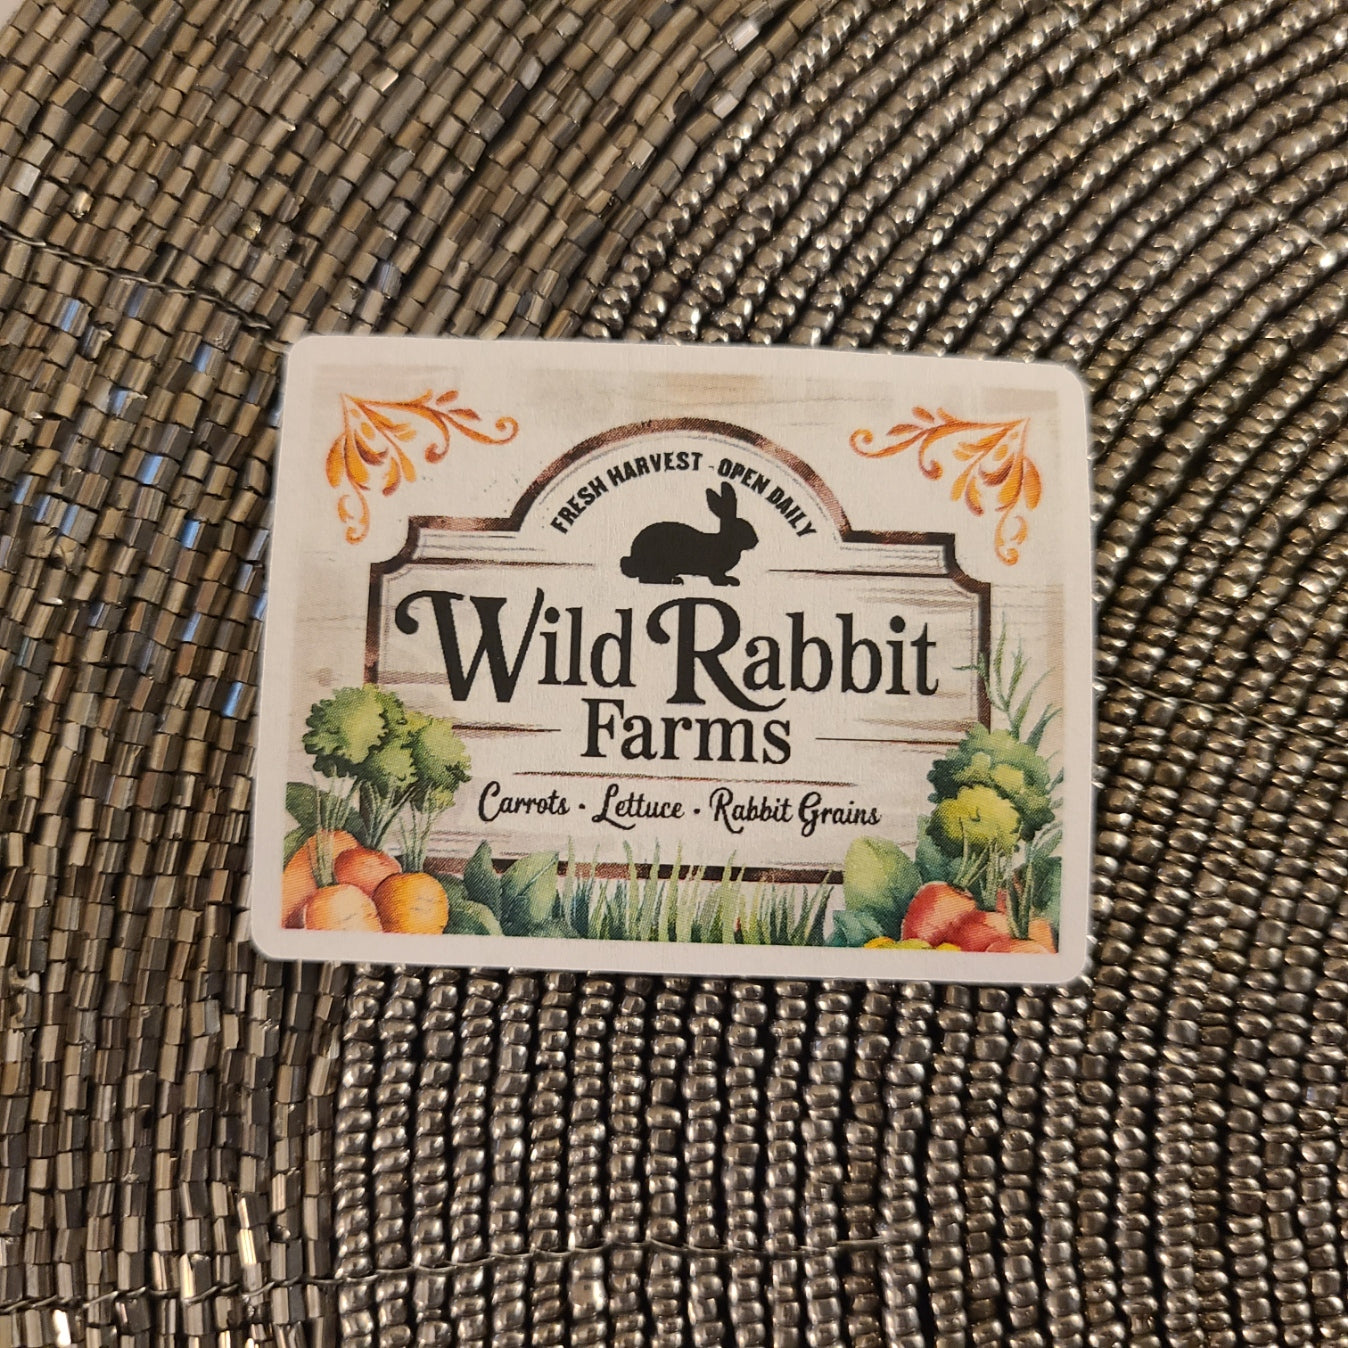 FRESH HARVEST - OPEN DAILY
Wild Rabbit
Farms
Carrots • Lettuce • Rabbit Grains